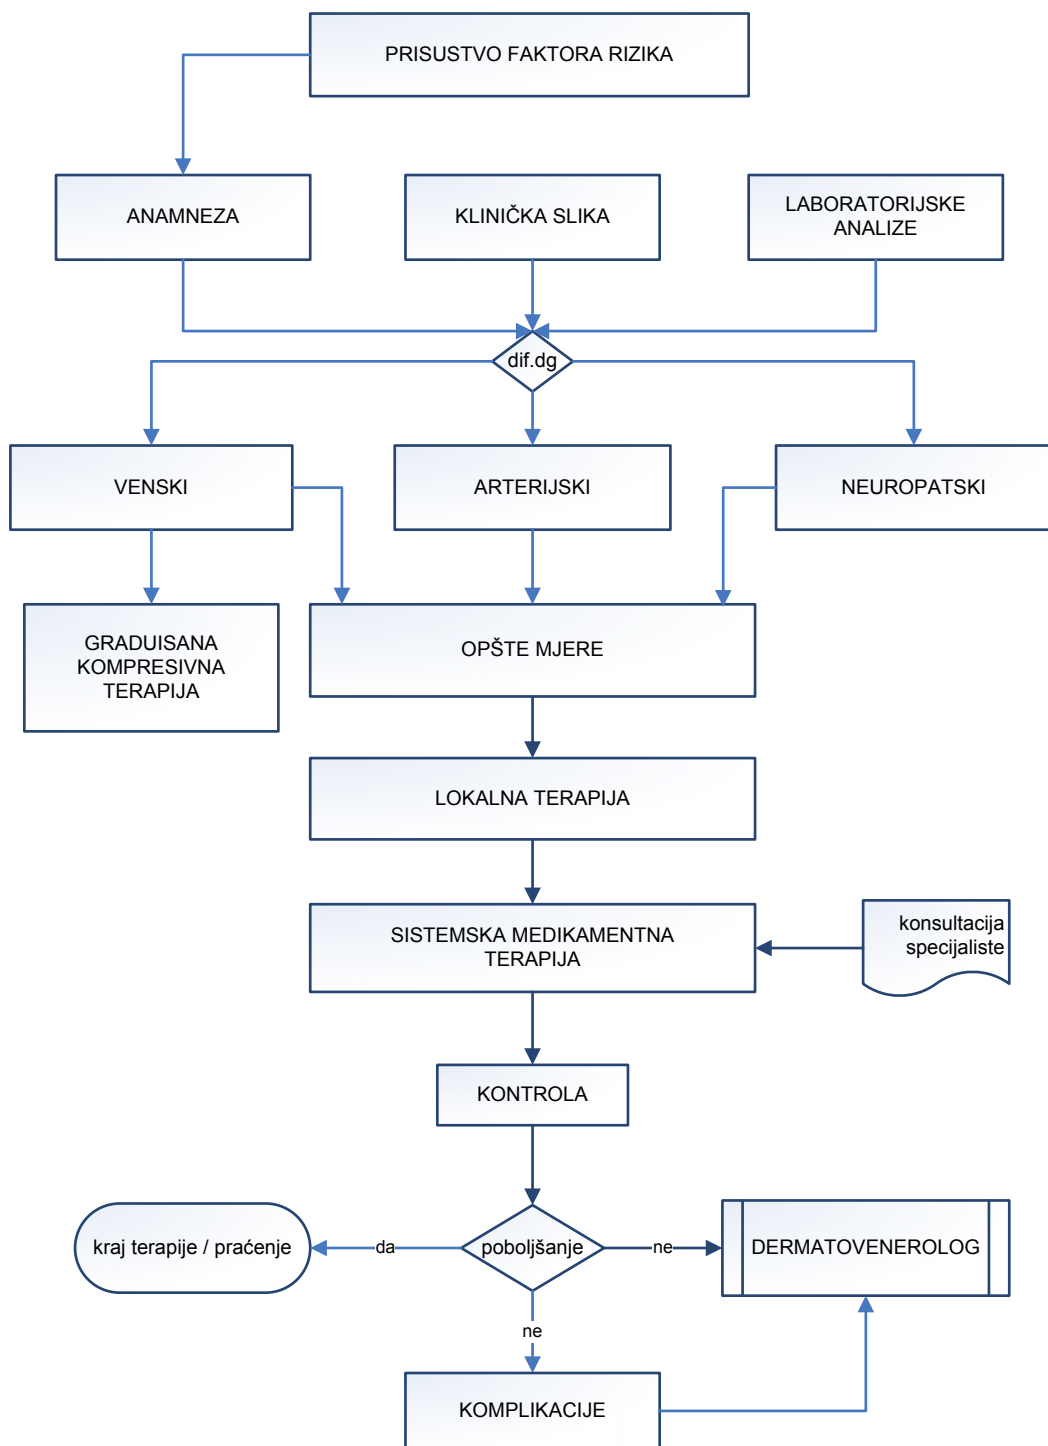 PRISUSTVO FAKTORA RIZIKA
ANAMNEZA
KLINIČKA SLIKA
LABORATORIJSKE
ANALIZE
dif.dg
VENSKI
ARTERIJSKI
NEUROPATSKI
GRADUISANA
KOMPRESIVNA
TERAPIJA
OPŠTE MJERE
LOKALNA TERAPIJA
SISTEMSKA MEDIKAMENTNA
TERAPIJA
konsultacija
specijaliste
KONTROLA
kraj terapije / praćenje
da
poboljšanje
ne
DERMATOVENEROLOG
ne
KOMPLIKACIJE